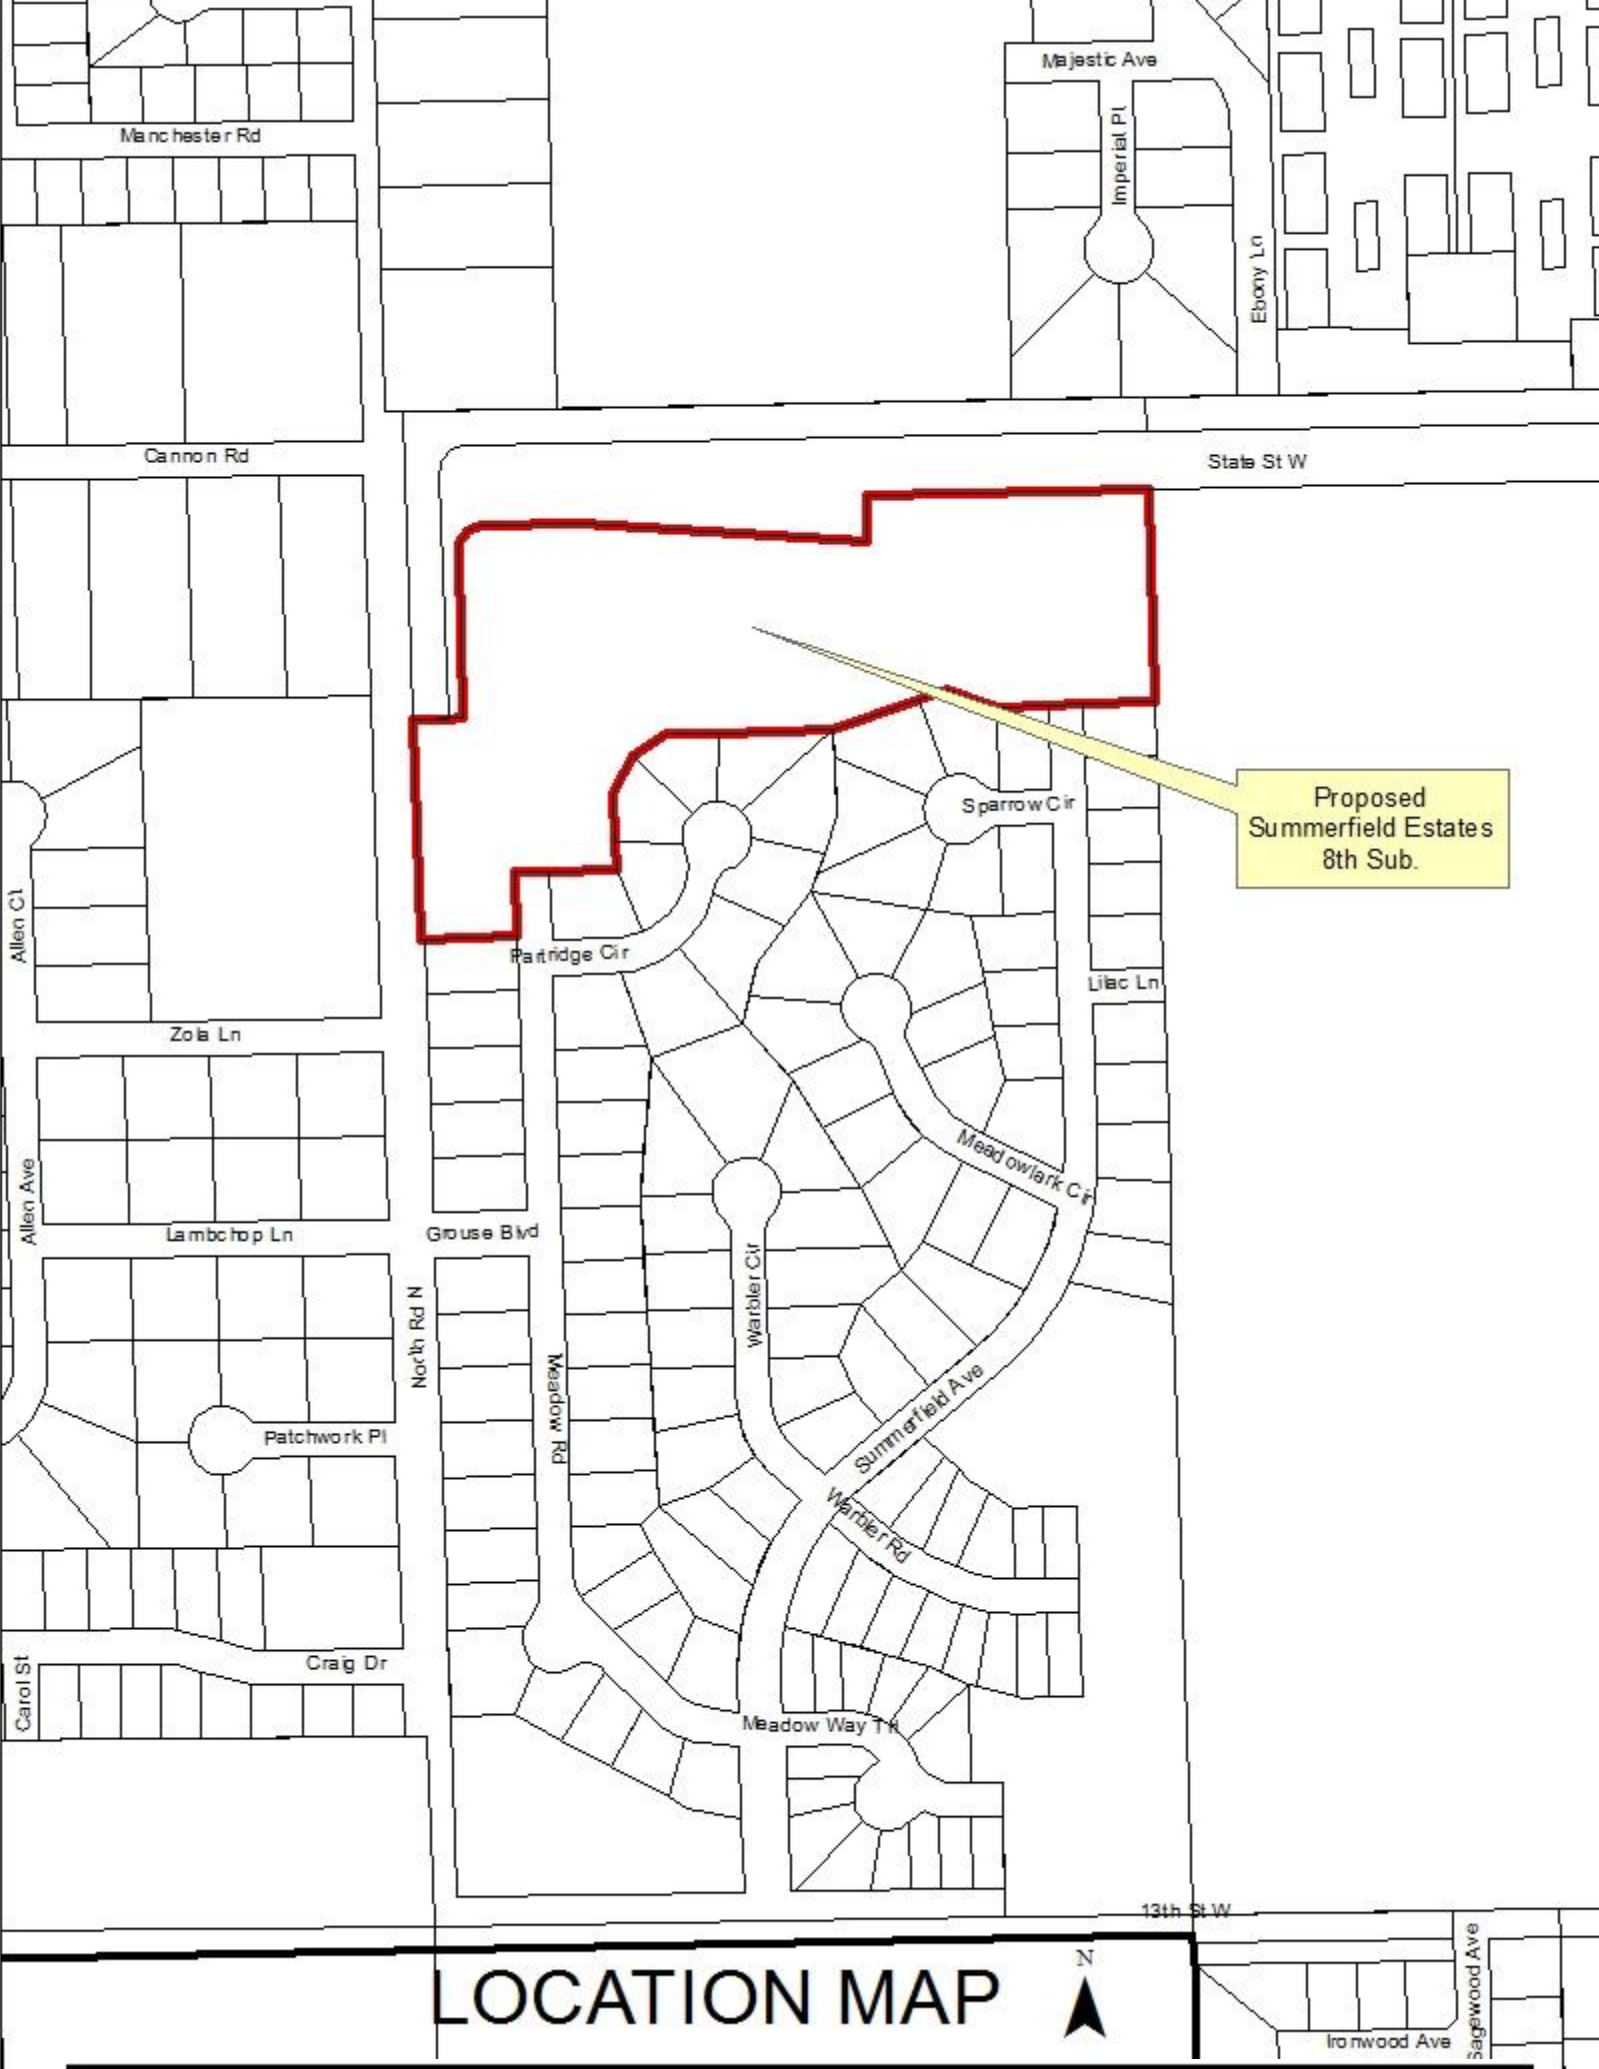 Majestic Ave
Imperial Pl
Manchester Rd
Ebony Ln
Cannon Rd
State St W
Proposed
Summerfield Estates
8th Sub.
Sparrow Cir
Allen Ct
Partridge Cir
Lilac Ln
Zola Ln
Meadowlark Cir
Allen Ave
Lambchop Ln
Grouse Blvd
Warbler Cir
North Rd N
Meadow Rd
Summerfield Ave
Patchwork Pl
Warbler Rd
Craig Dr
Carol St
Meadow Way Trl
13th St W
N
LOCATION MAP
Sagewood Ave
Ironwood Ave